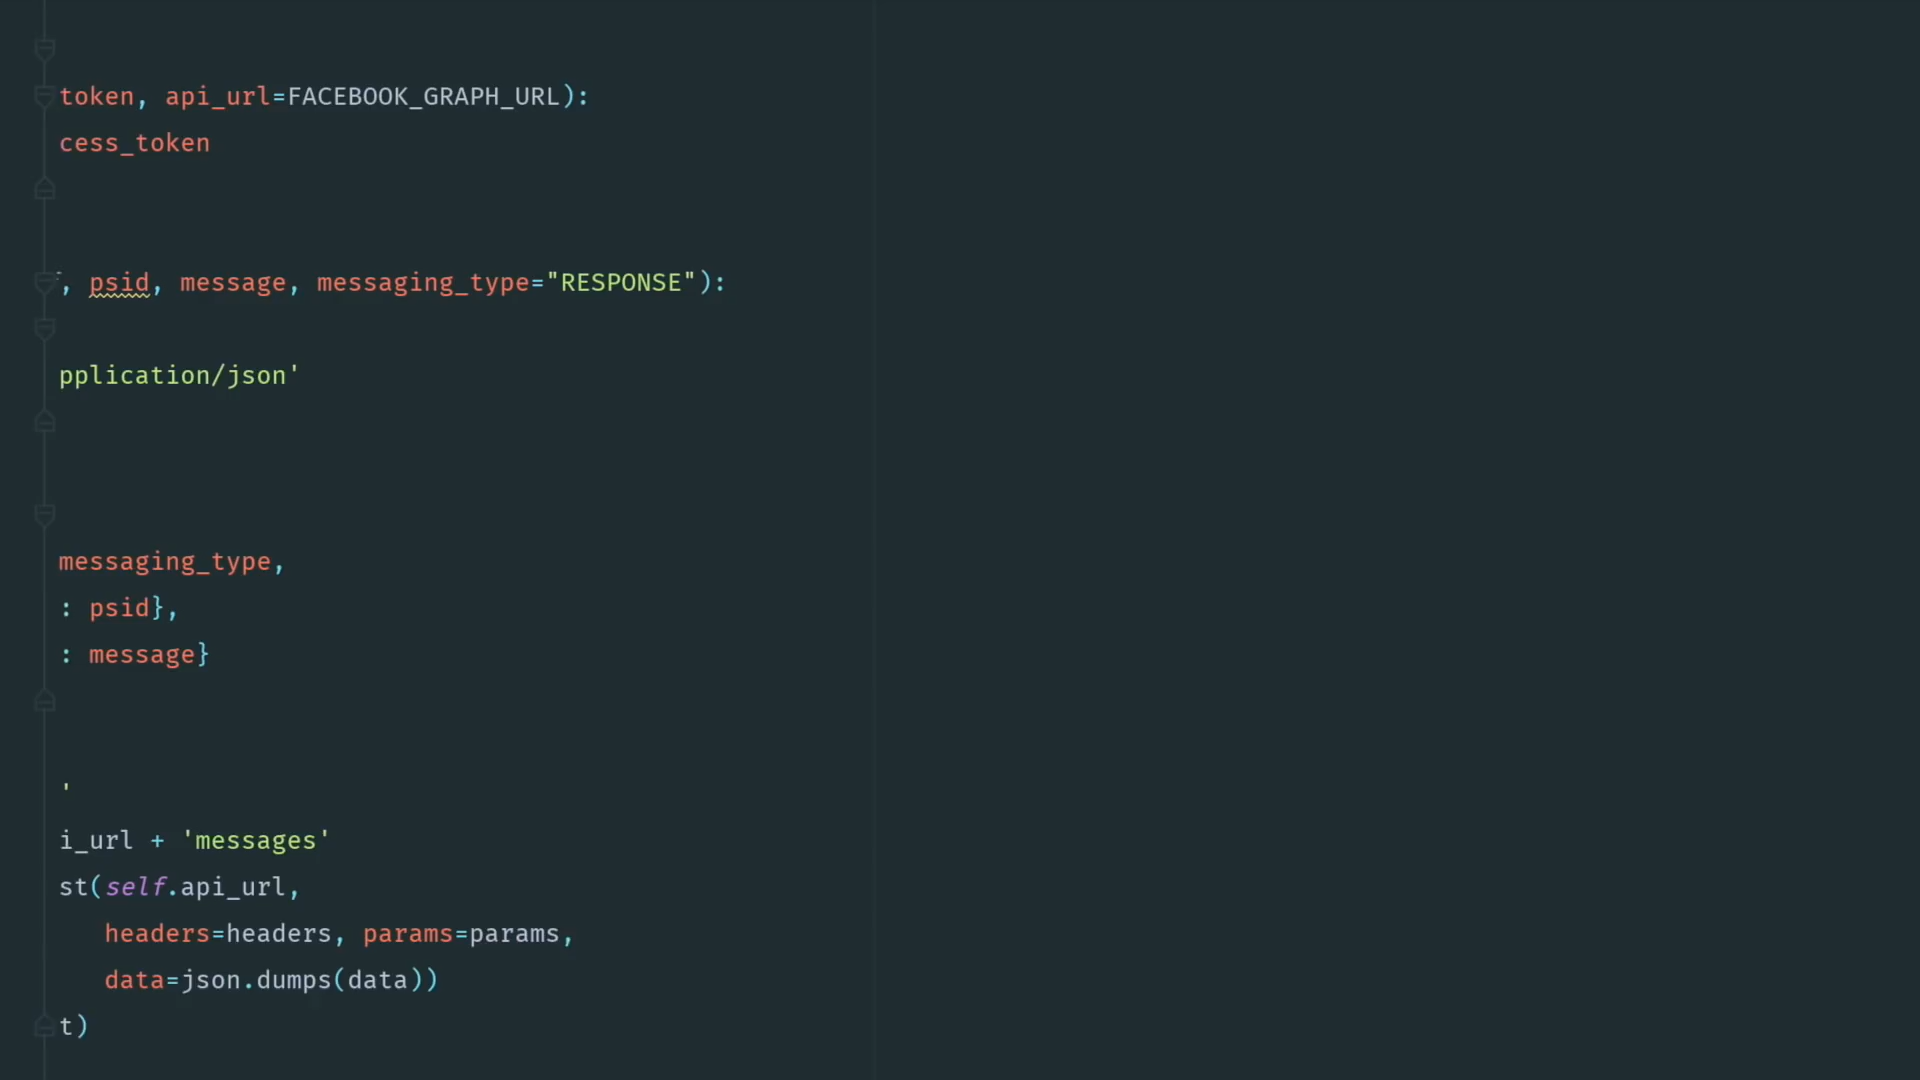 token, api_url=FACEBOOK_GRAPH_URL):
cess_token
, psid, message, messaging_type="RESPONSE"):
pplication/json'
messaging_type,
: psid},
: message}
'
i_url + 'messages'
st(self.api_url,
headers=headers, params=params,
data=json.dumps(data))
t)